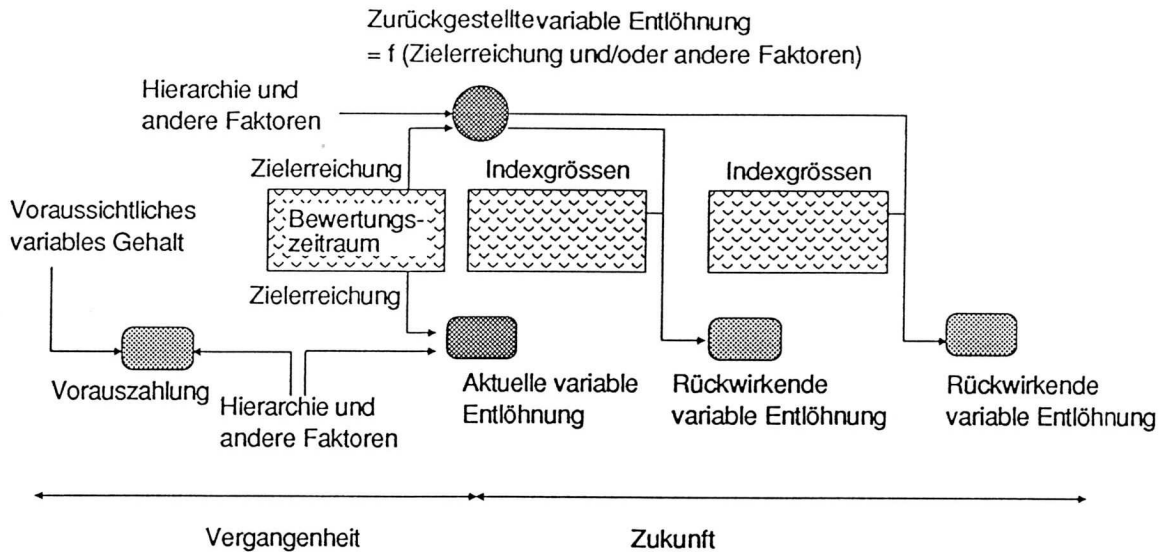 Zurückgestelltevariable Entlöhnung
= f (Zielerreichung und/oder andere Faktoren)
Hierarchie und
andere Faktoren
Zielerreichung
Indexgrössen
Indexgrössen
Voraussichtliches
variables Gehalt
Bewertungs-
zeitraum
Zielerreichung
Vorauszahlung
Hierarchie und
andere Faktoren
Aktuelle variable
Entlöhnung
Rückwirkende
variable Entlöhnung
Rückwirkende
variable Entlöhnung
Vergangenheit
Zukunft